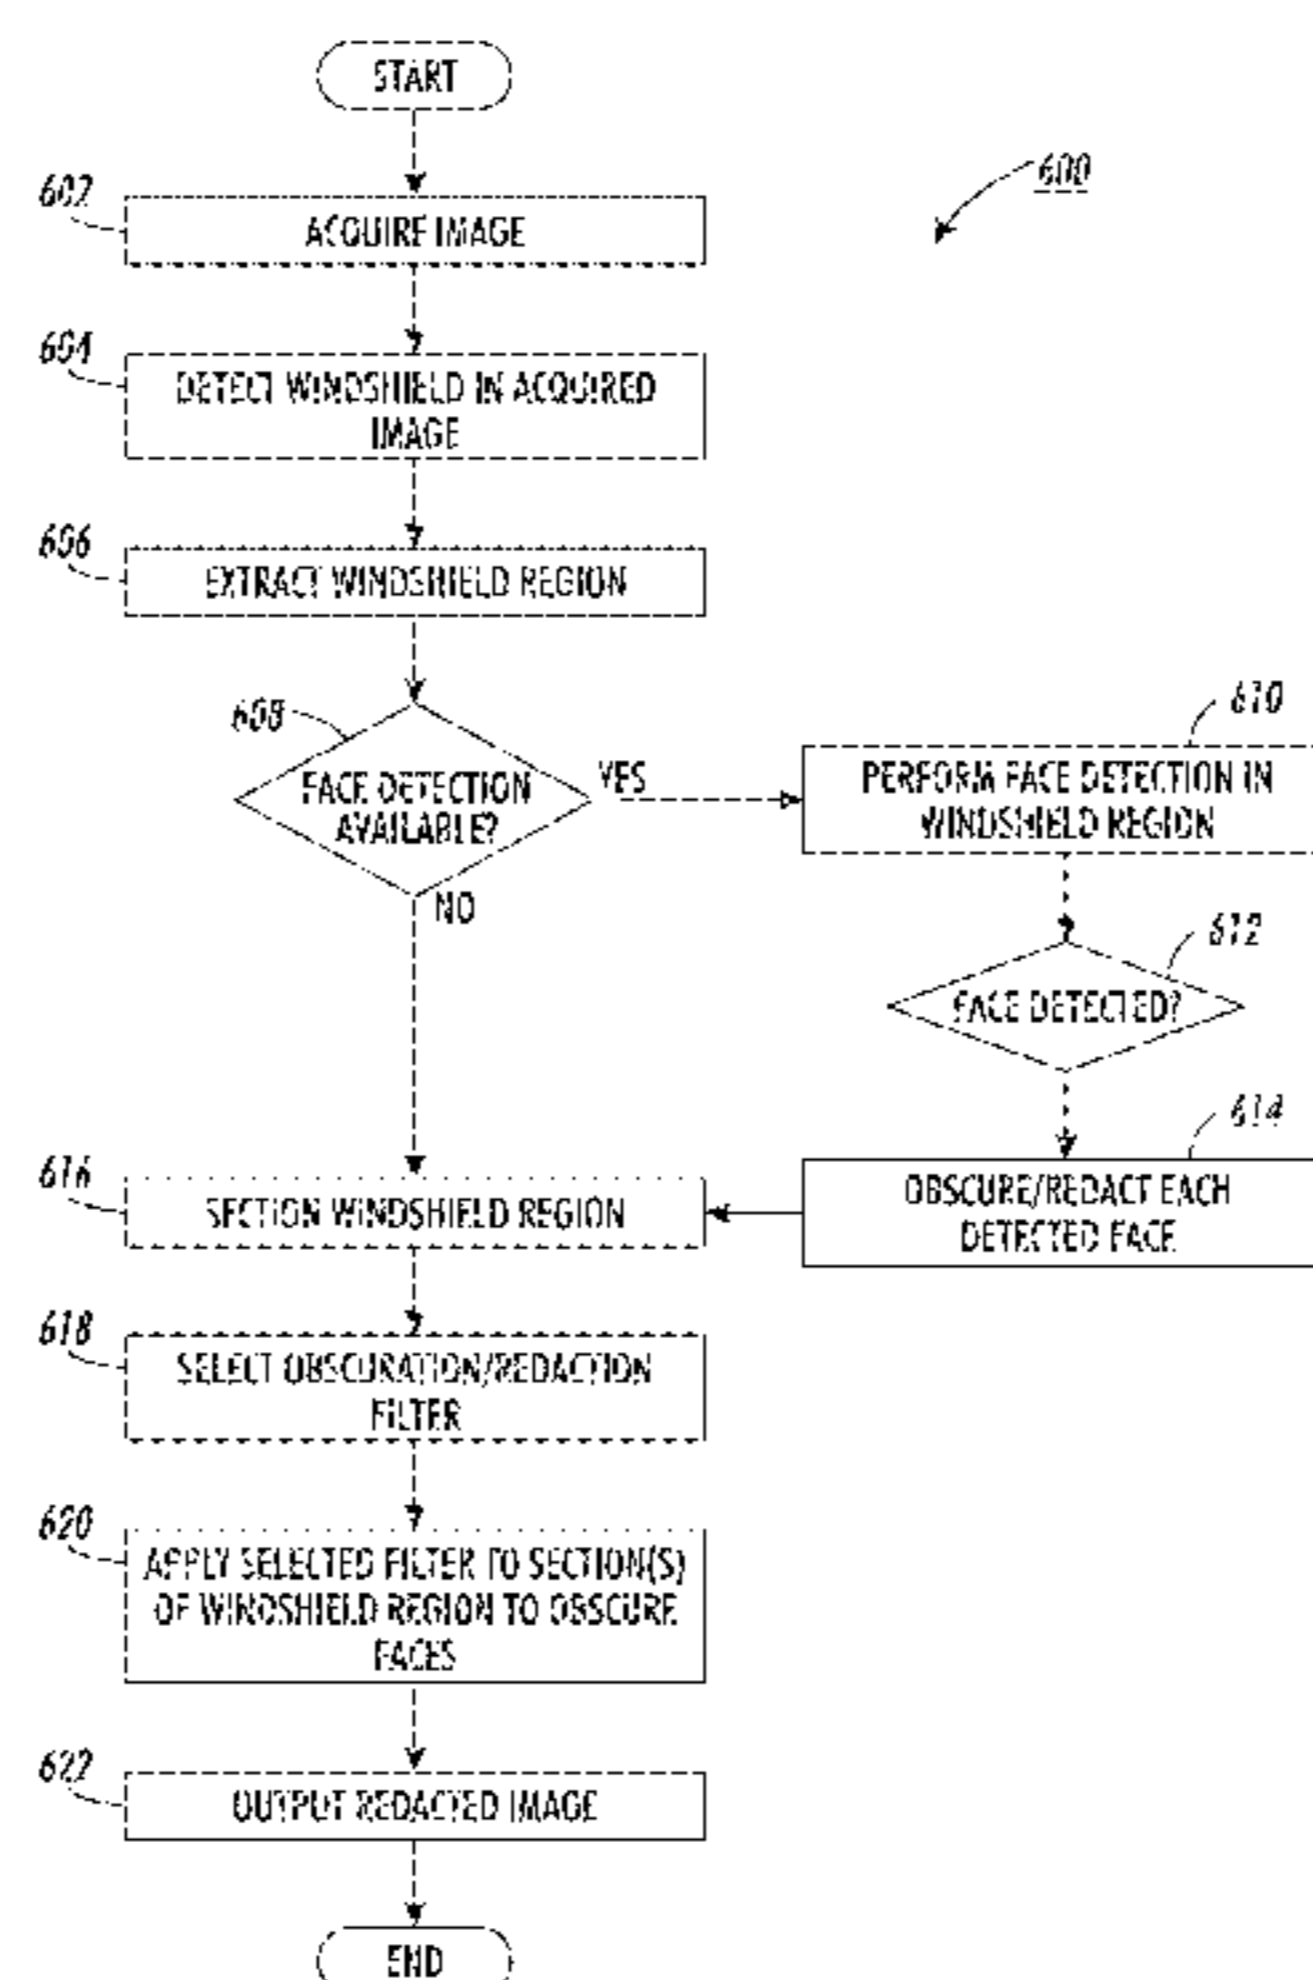 START
600
602
ACQUIRE IMAGE
604
DETECT WINDSHIELD IN ACQUIRED
IMAGE
606
EXTRACT WINDSHIELD REGION
608
FACE DETECTION
AVAILABLE?
YES
NO
610
PERFORM FACE DETECTION IN
WINDSHIELD REGION
612
FACE DETECTED?
614
OBSCURE/REDACT EACH
DETECTED FACE
616
SECTION WINDSHIELD REGION
618
SELECT OBSCURATION/REDACTION
FILTER
620
APPLY SELECTED FILTER TO SECTION(S)
OF WINDSHIELD REGION TO OBSCURE
FACES
622
OUTPUT REDACTED IMAGE
END